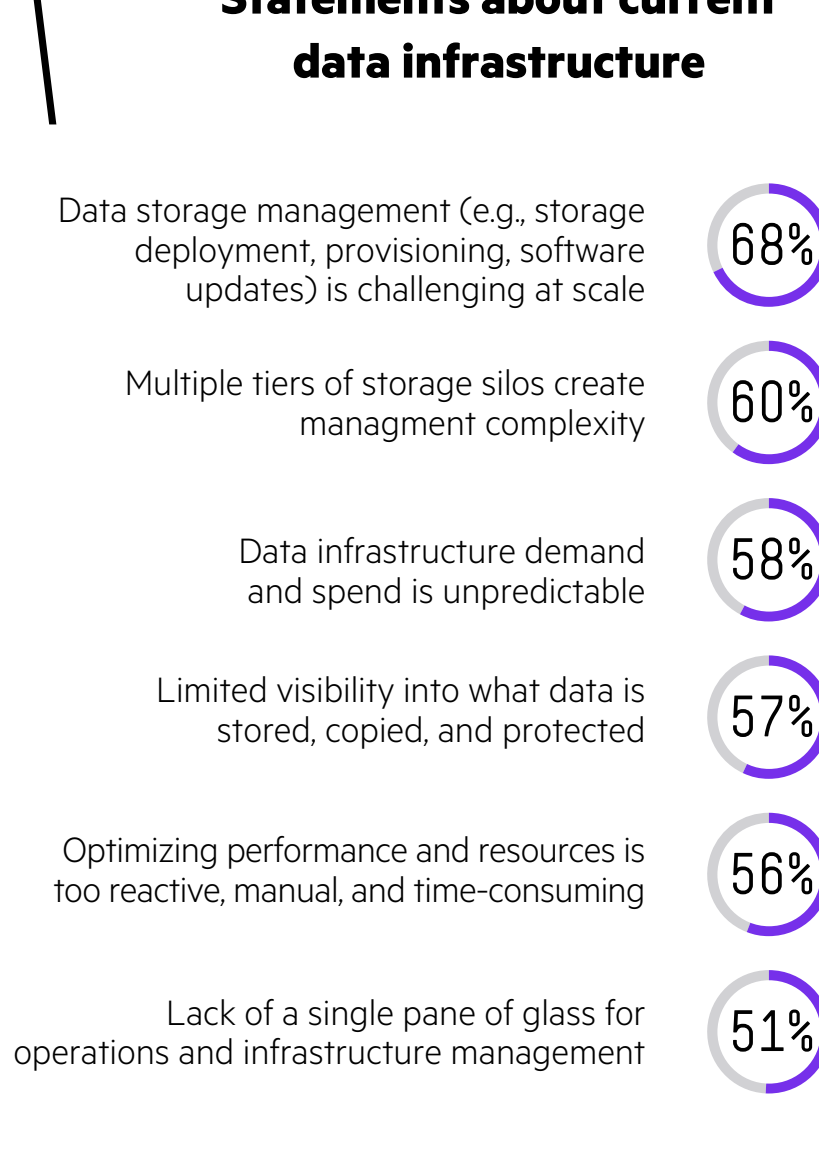 Statements about current
data infrastructure
Data storage management (e.g., storage
deployment, provisioning, software
updates) is challenging at scale
68%
Multiple tiers of storage silos create
managment complexity
60%
Data infrastructure demand
and spend is unpredictable
58%
Limited visibility into what data is
stored, copied, and protected
57%
Optimizing performance and resources is
too reactive, manual, and time-consuming
56%
Lack of a single pane of glass for
operations and infrastructure management
51%